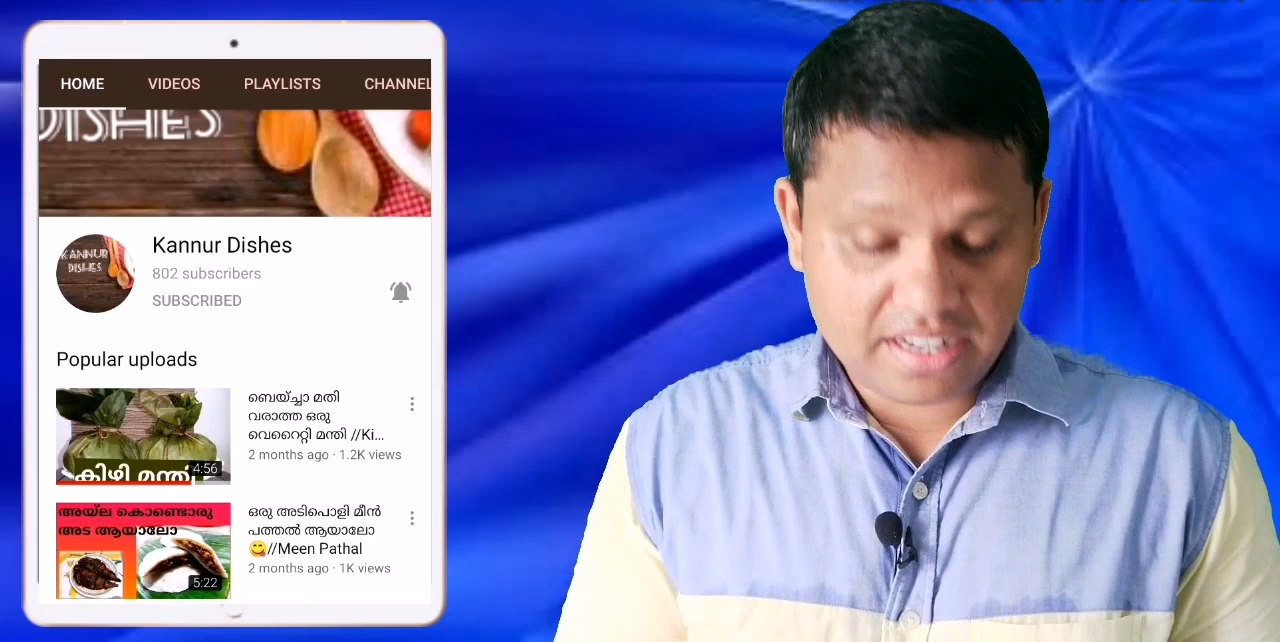 HOME VIDEOS PLAYLISTS CHANNEL
DISHES
KANNUR
DISHES
Kannur Dishes
802 subscribers
SUBSCRIBED
Popular uploads
കിഴി മന്തി
4:56
ബെയ്ച്ചാ മതി
വരാത്ത ഒരു
വെറൈറ്റി മന്തി //Ki...
2 months ago · 1.2K views
അയ്ല കൊണ്ടൊരു
അട ആയാലോ
5:22
ഒരു അടിപൊളി മീൻ
പത്തൽ ആയാലോ
😋//Meen Pathal
2 months ago · 1K views